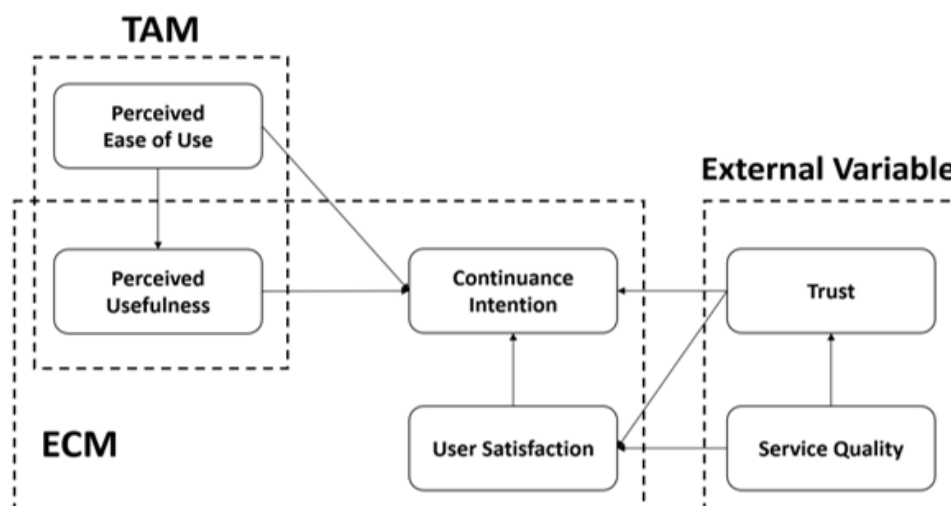 TAM
Perceived
Ease of Use
External Variable
Perceived
Usefulness
Continuance
Intention
Trust
ECM
User Satisfaction
Service Quality